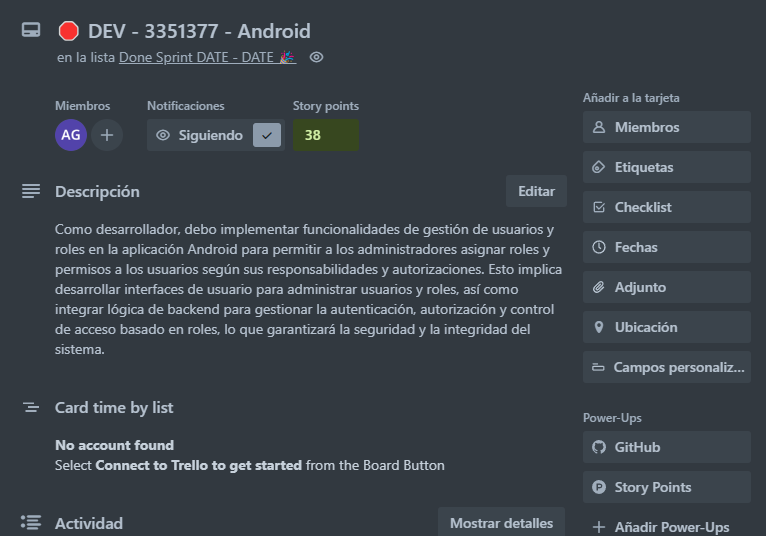 DEV - 3351377 - Android
en la lista Done Sprint DATE - DATE 🎉
Miembros
Notificaciones
Story points
AG
Siguiendo
38
Descripción
Editar
Como desarrollador, debo implementar funcionalidades de gestión de usuarios y
roles en la aplicación Android para permitir a los administradores asignar roles y
permisos a los usuarios según sus responsabilidades y autorizaciones. Esto implica
desarrollar interfaces de usuario para administrar usuarios y roles, así como
integrar lógica de backend para gestionar la autenticación, autorización y control
de acceso basado en roles, lo que garantizará la seguridad y la integridad del
sistema.
Card time by list
No account found
Select Connect to Trello to get started from the Board Button
Actividad
Mostrar detalles
Añadir a la tarjeta
Miembros
Etiquetas
Checklist
Fechas
Adjunto
Ubicación
Campos personaliz...
Power-Ups
GitHub
Story Points
Añadir Power-Ups